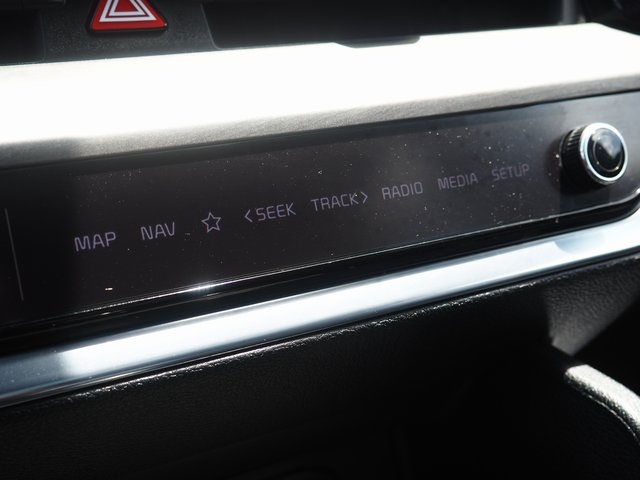 MAP NAV ☆ <SEEK TRACK> RADIO MEDIA SETUP